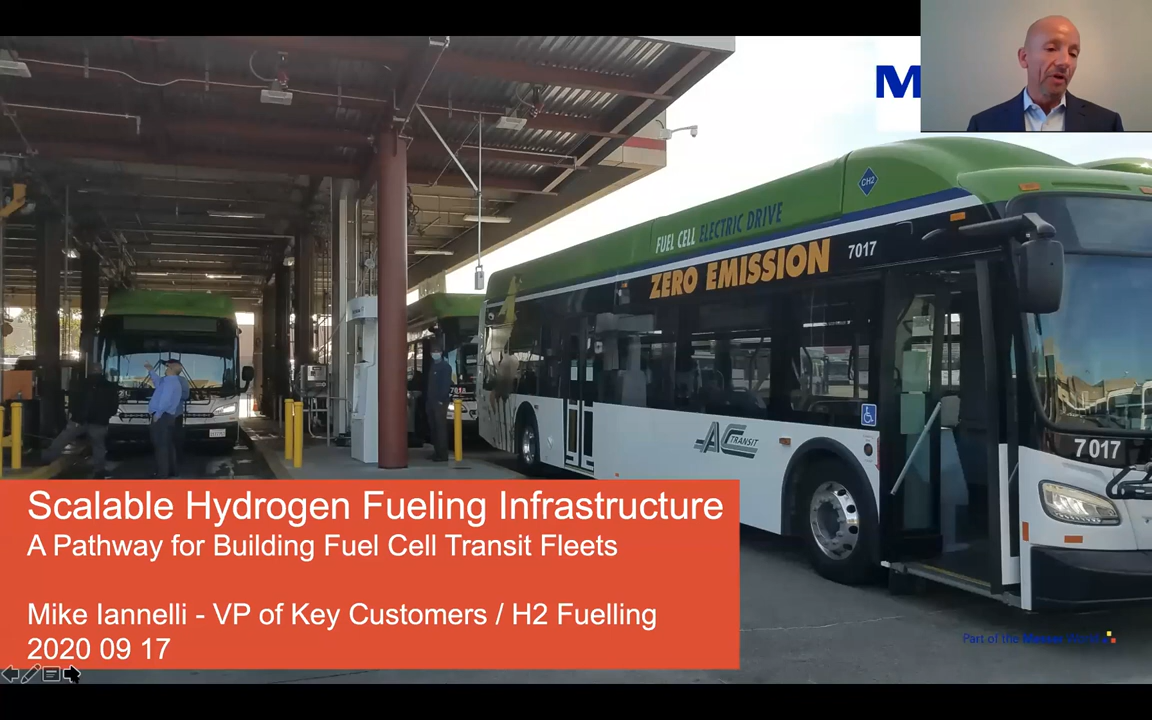 M
CH2
FUEL CELL ELECTRIC DRIVE
ZERO EMISSION 7017
AC TRANSIT
7017
Scalable Hydrogen Fueling Infrastructure
A Pathway for Building Fuel Cell Transit Fleets
Mike Iannelli - VP of Key Customers / H2 Fuelling
2020 09 17
Part of the